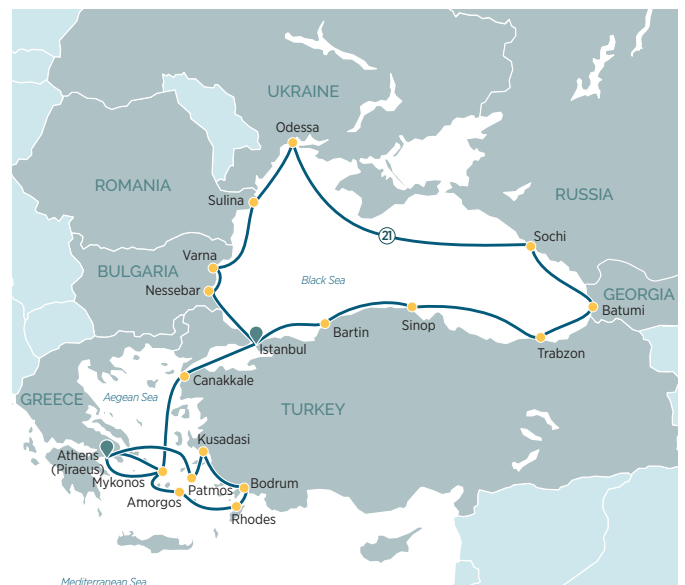 UKRAINE
Odessa
ROMANIA
Sulina
RUSSIA
21
Sochi
Varna
BULGARIA
Nessebar
Black Sea
GEORGIA
Batumi
Sinop
Bartin
Istanbul
Trabzon
Canakkale
GREECE
Aegean Sea
TURKEY
Kusadasi
Athens
(Piraeus)
Mykonos
Patmos
Bodrum
Amorgos
Rhodes
Mediterranean Sea